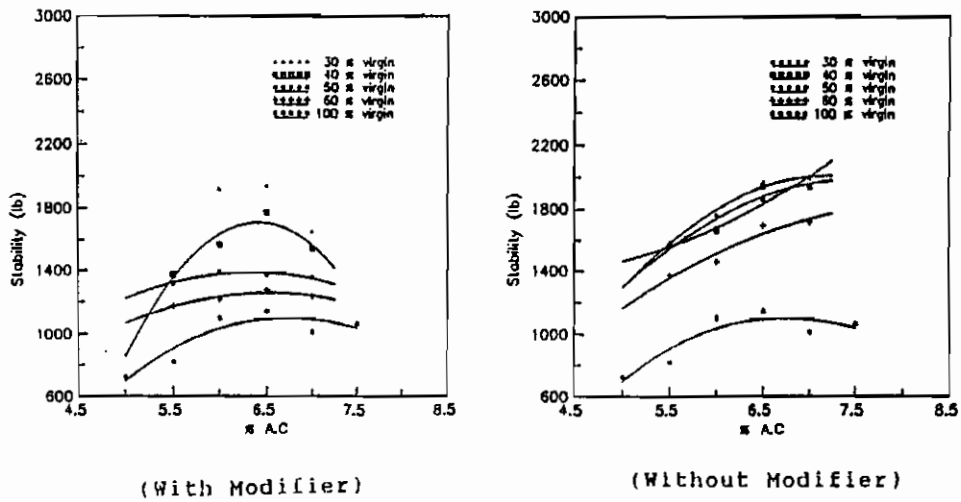 3000
2600
2200
1800
1400
1000
600
Stability (lb)
30 % virgin
40 % virgin
50 % virgin
60 % virgin
100 % virgin
4.5
5.5
6.5
7.5
8.5
% A.C
(With Modifier)
3000
2600
2200
1800
1400
1000
600
Stability (lb)
30 % virgin
40 % virgin
50 % virgin
60 % virgin
100 % virgin
4.5
5.5
6.5
7.5
8.5
% A.C
(Without Modifier)